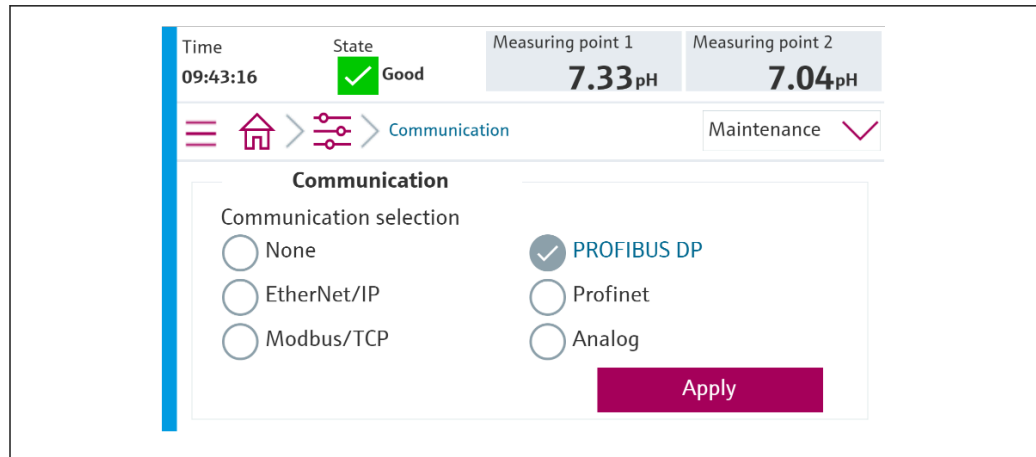 Time State Measuring point 1 Measuring point 2
09:43:16 Good 7.33pH 7.04pH
Communication Maintenance
Communication
Communication selection
None PROFIBUS DP
EtherNet/IP Profinet
Modbus/TCP Analog
Apply